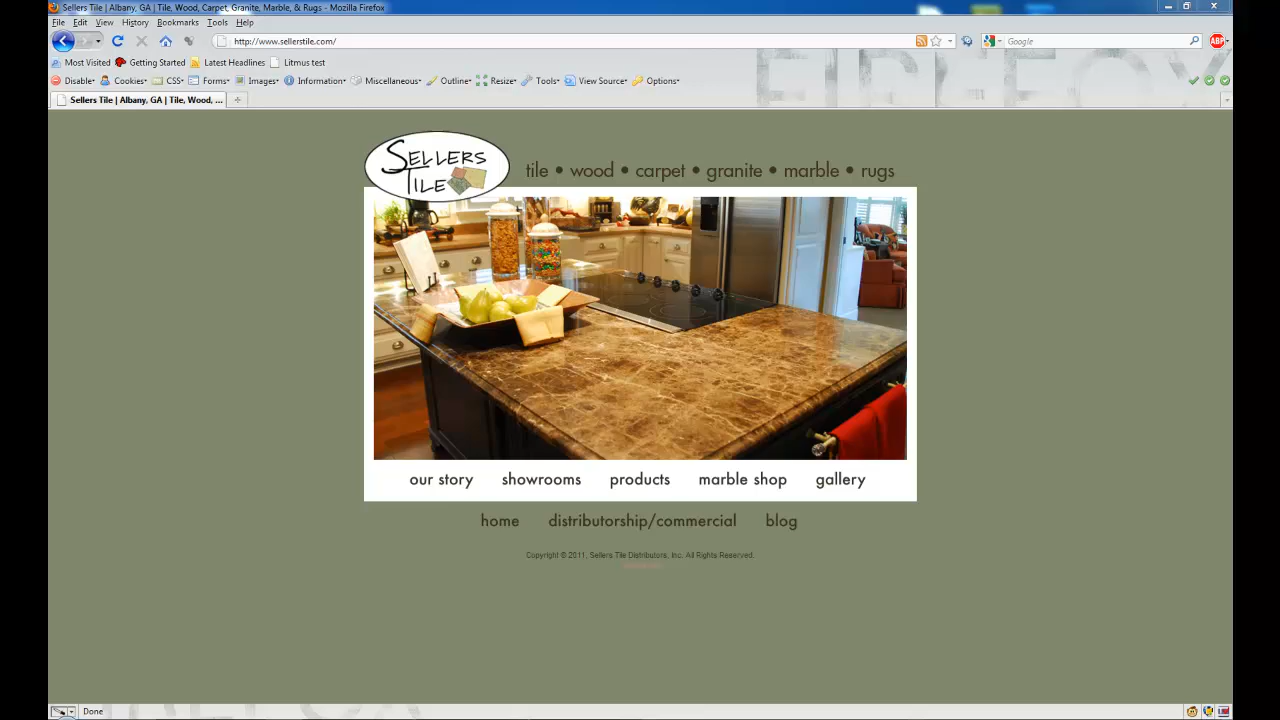 Sellers Tile | Albany, GA | Tile, Wood, Carpet, Granite, Marble, & Rugs - Mozilla Firefox
File Edit View History Bookmarks Tools Help
http://www.sellerstile.com/
Google
ABP
Most Visited Getting Started Latest Headlines Litmus test
Disable Cookies CSS Forms Images Information Miscellaneous Outline Resize Tools View Source Options
Sellers Tile | Albany, GA | Tile, Wood, ...
SELLERS
TILE
tile • wood • carpet • granite • marble • rugs
our story showrooms products marble shop gallery
home distributorship/commercial blog
Copyright © 2011, Sellers Tile Distributors, Inc. All Rights Reserved.
Done